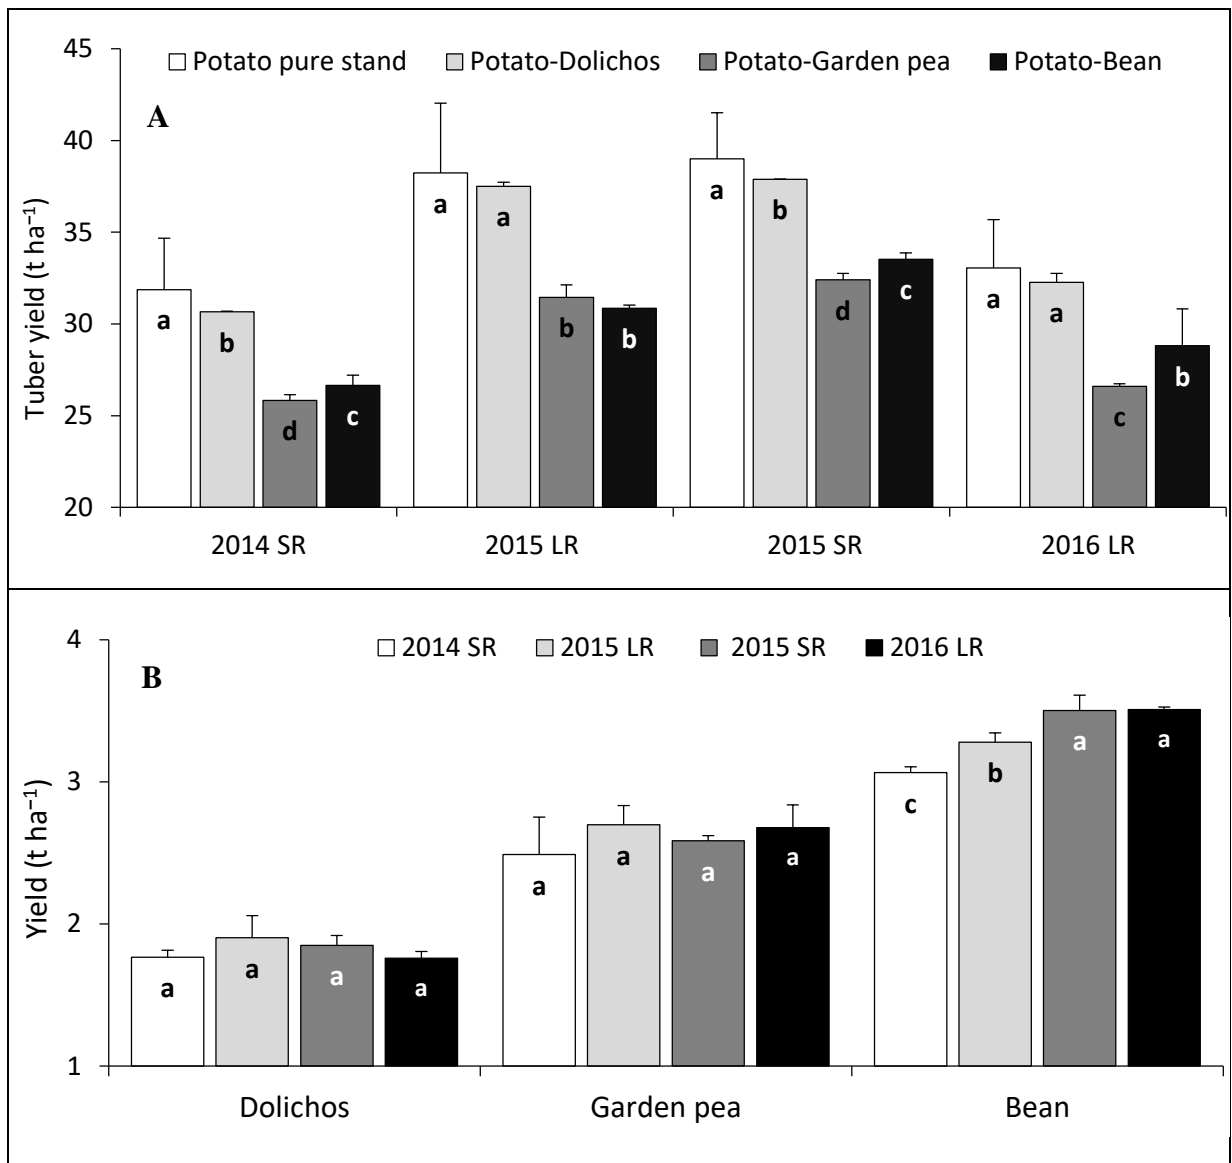 45
Potato pure stand Potato-Dolichos Potato-Garden pea Potato-Bean
A
40
35
30
25
20
Tuber yield (t ha⁻¹)
a b d c
a a b b
a b d c
a a c b
2014 SR 2015 LR 2015 SR 2016 LR
4
2014 SR 2015 LR 2015 SR 2016 LR
B
3
2
1
Yield (t ha⁻¹)
a a a a
a a a a
c b a a
Dolichos Garden pea Bean